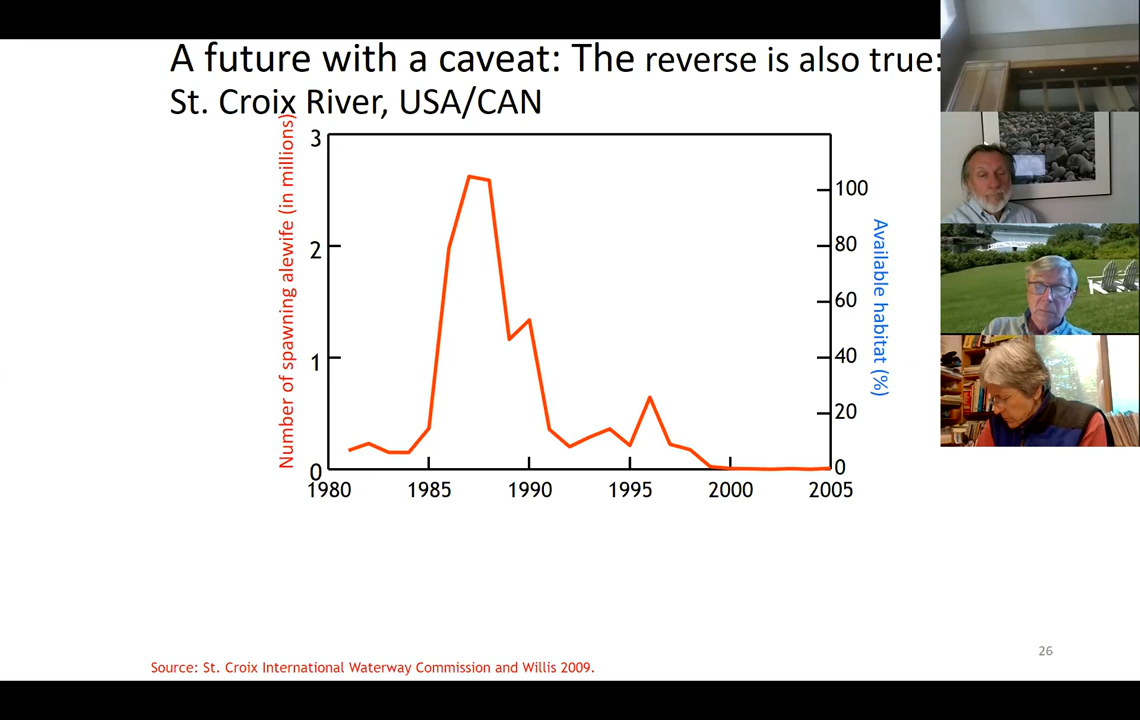 A future with a caveat: The reverse is also true:
St. Croix River, USA/CAN
Number of spawning alewife (in millions)
3
2
1
0
100
80
60
40
20
0
Available habitat (%)
1980 1985 1990 1995 2000 2005
26
Source: St. Croix International Waterway Commission and Willis 2009.